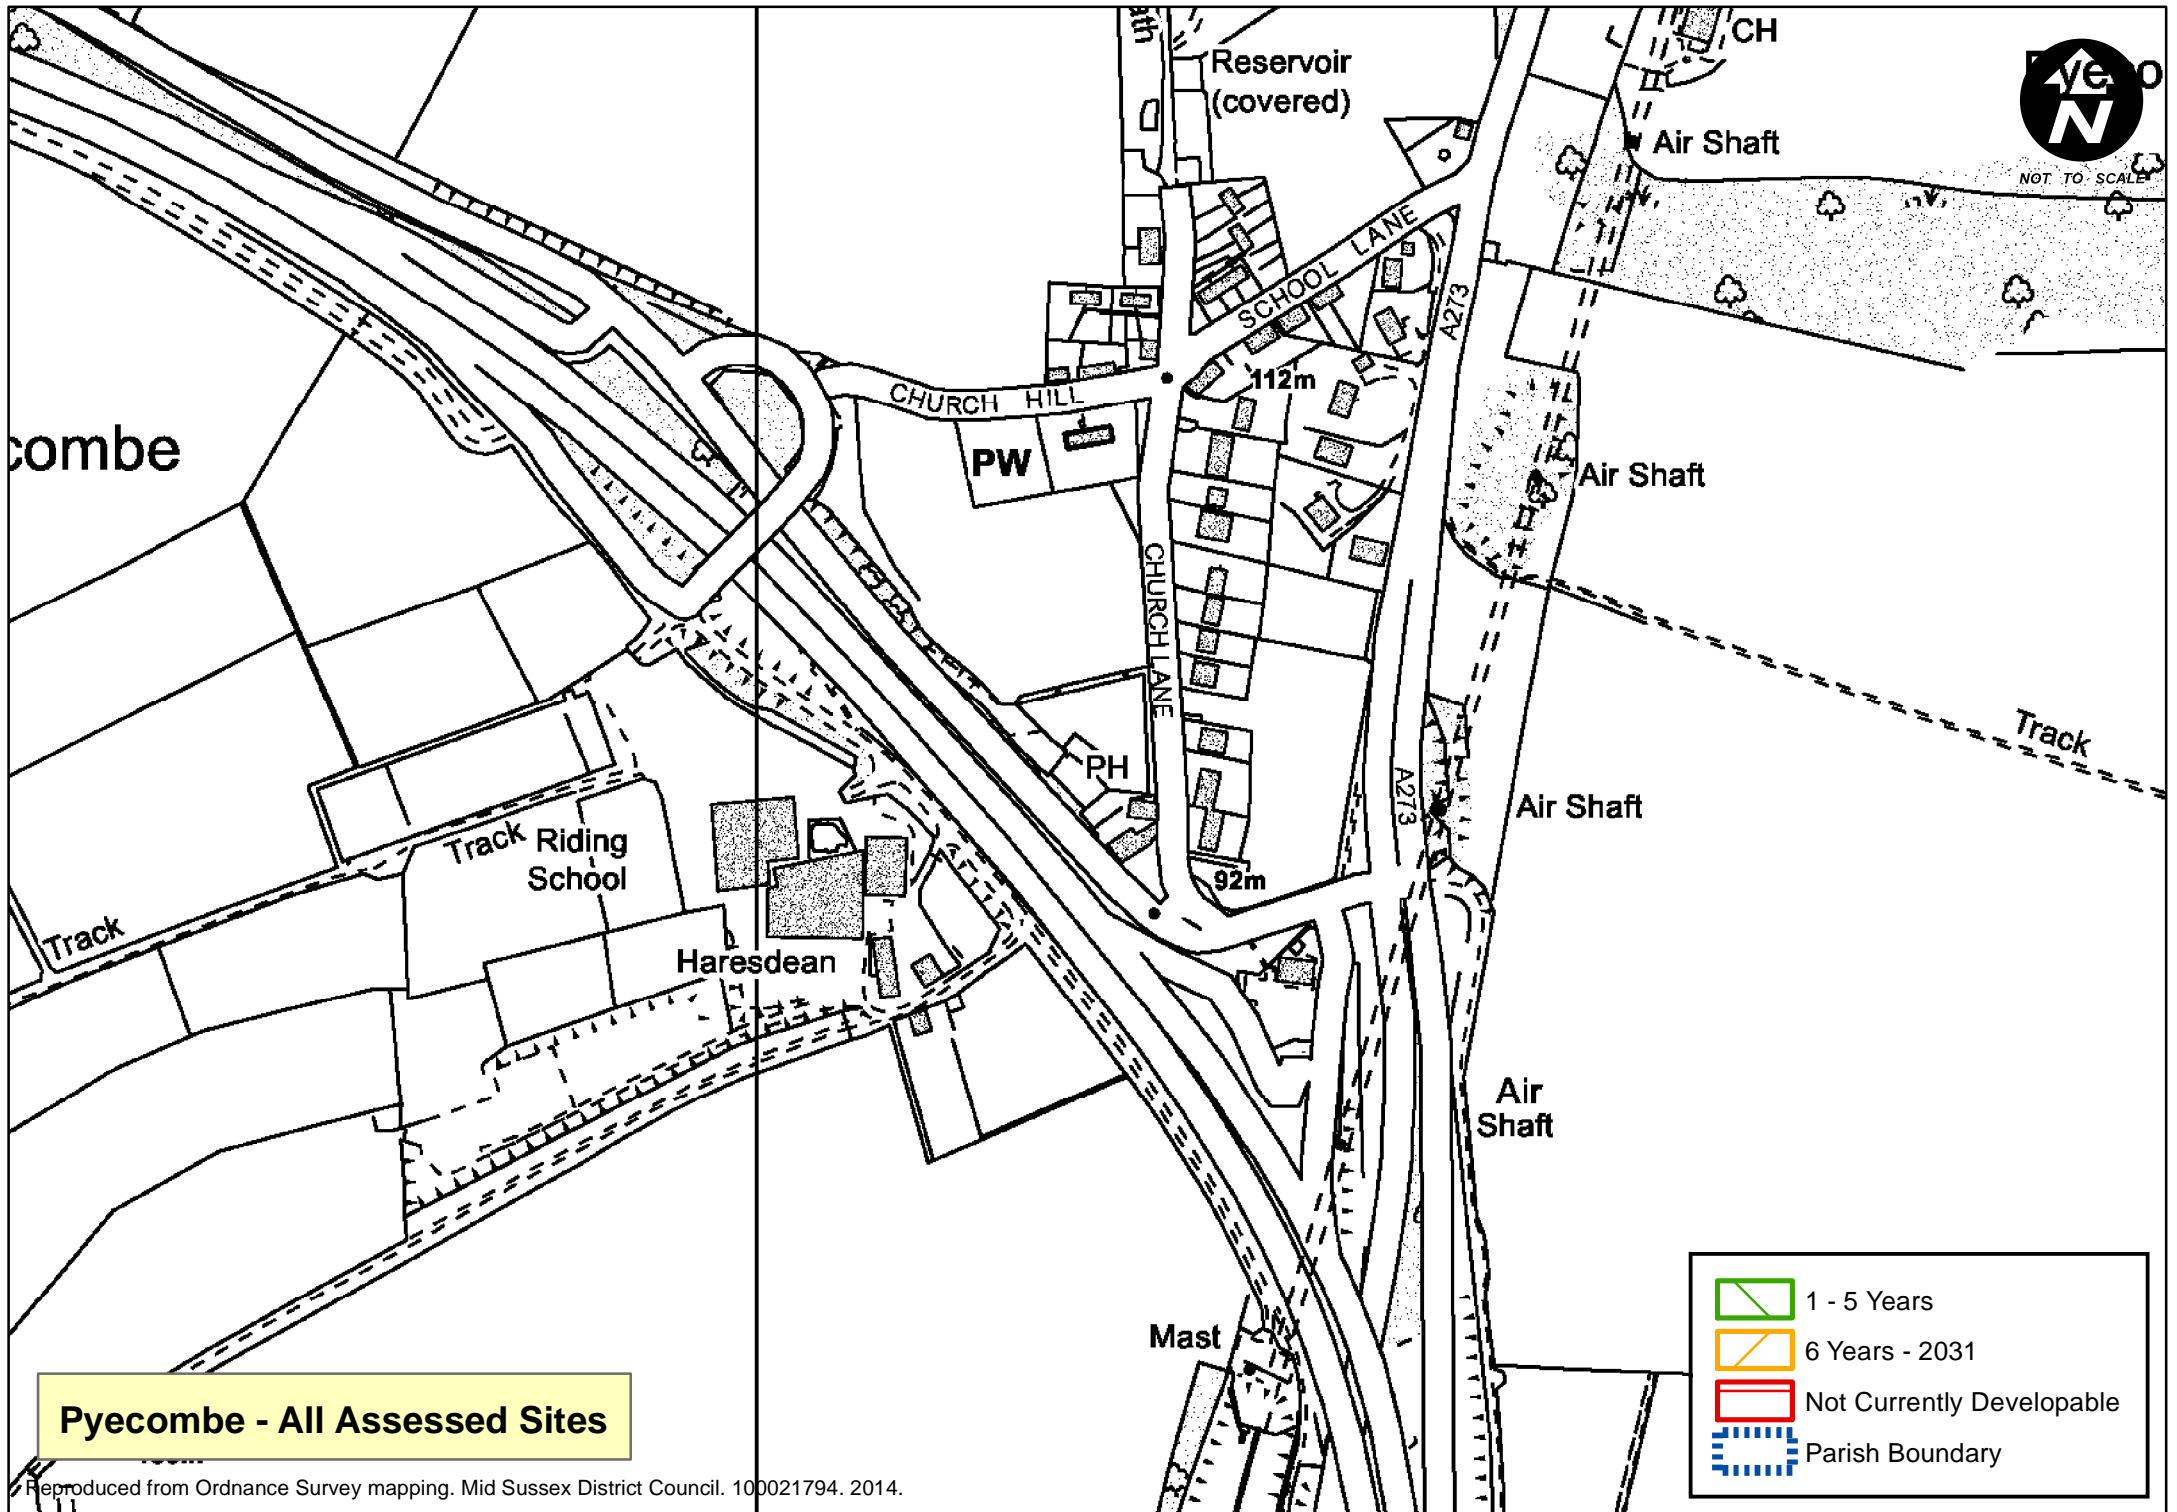 ath
Reservoir
(covered)
CH
N
NOT TO SCALE
Air Shaft
SCHOOL LANE
A273
CHURCH HILL
112m
combe
PW
Air Shaft
CHURCH LANE
Track
PH
A273
Air Shaft
Track
Riding
School
92m
Track
Haresdean
Air
Shaft
Mast
1 - 5 Years
6 Years - 2031
Not Currently Developable
Parish Boundary
Pyecombe - All Assessed Sites
Reproduced from Ordnance Survey mapping. Mid Sussex District Council. 100021794. 2014.